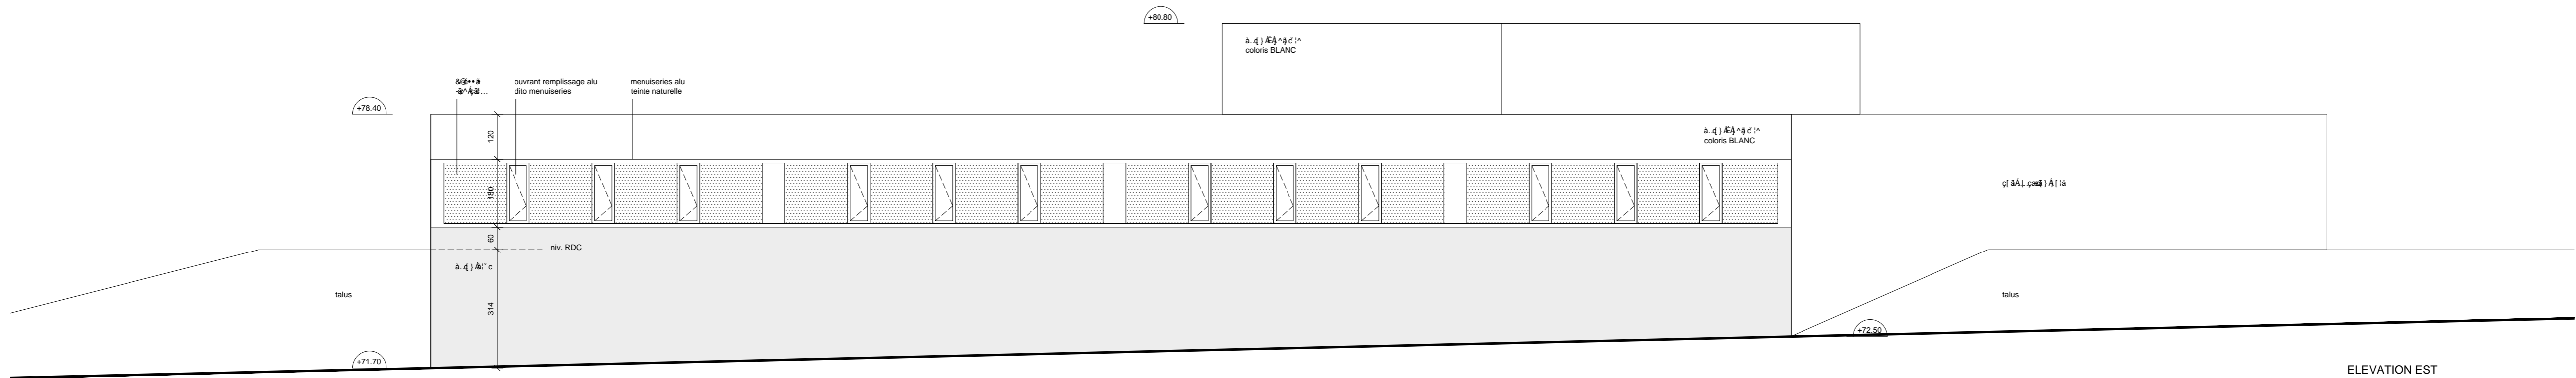 +80.80
coloris BLANC
ouvrant remplissage alu
dito menuiseries
menuiseries alu
teinte naturelle
+78.40
120
coloris BLANC
180
60
niv. RDC
talus
314
talus
+72.50
+71.70
ELEVATION EST